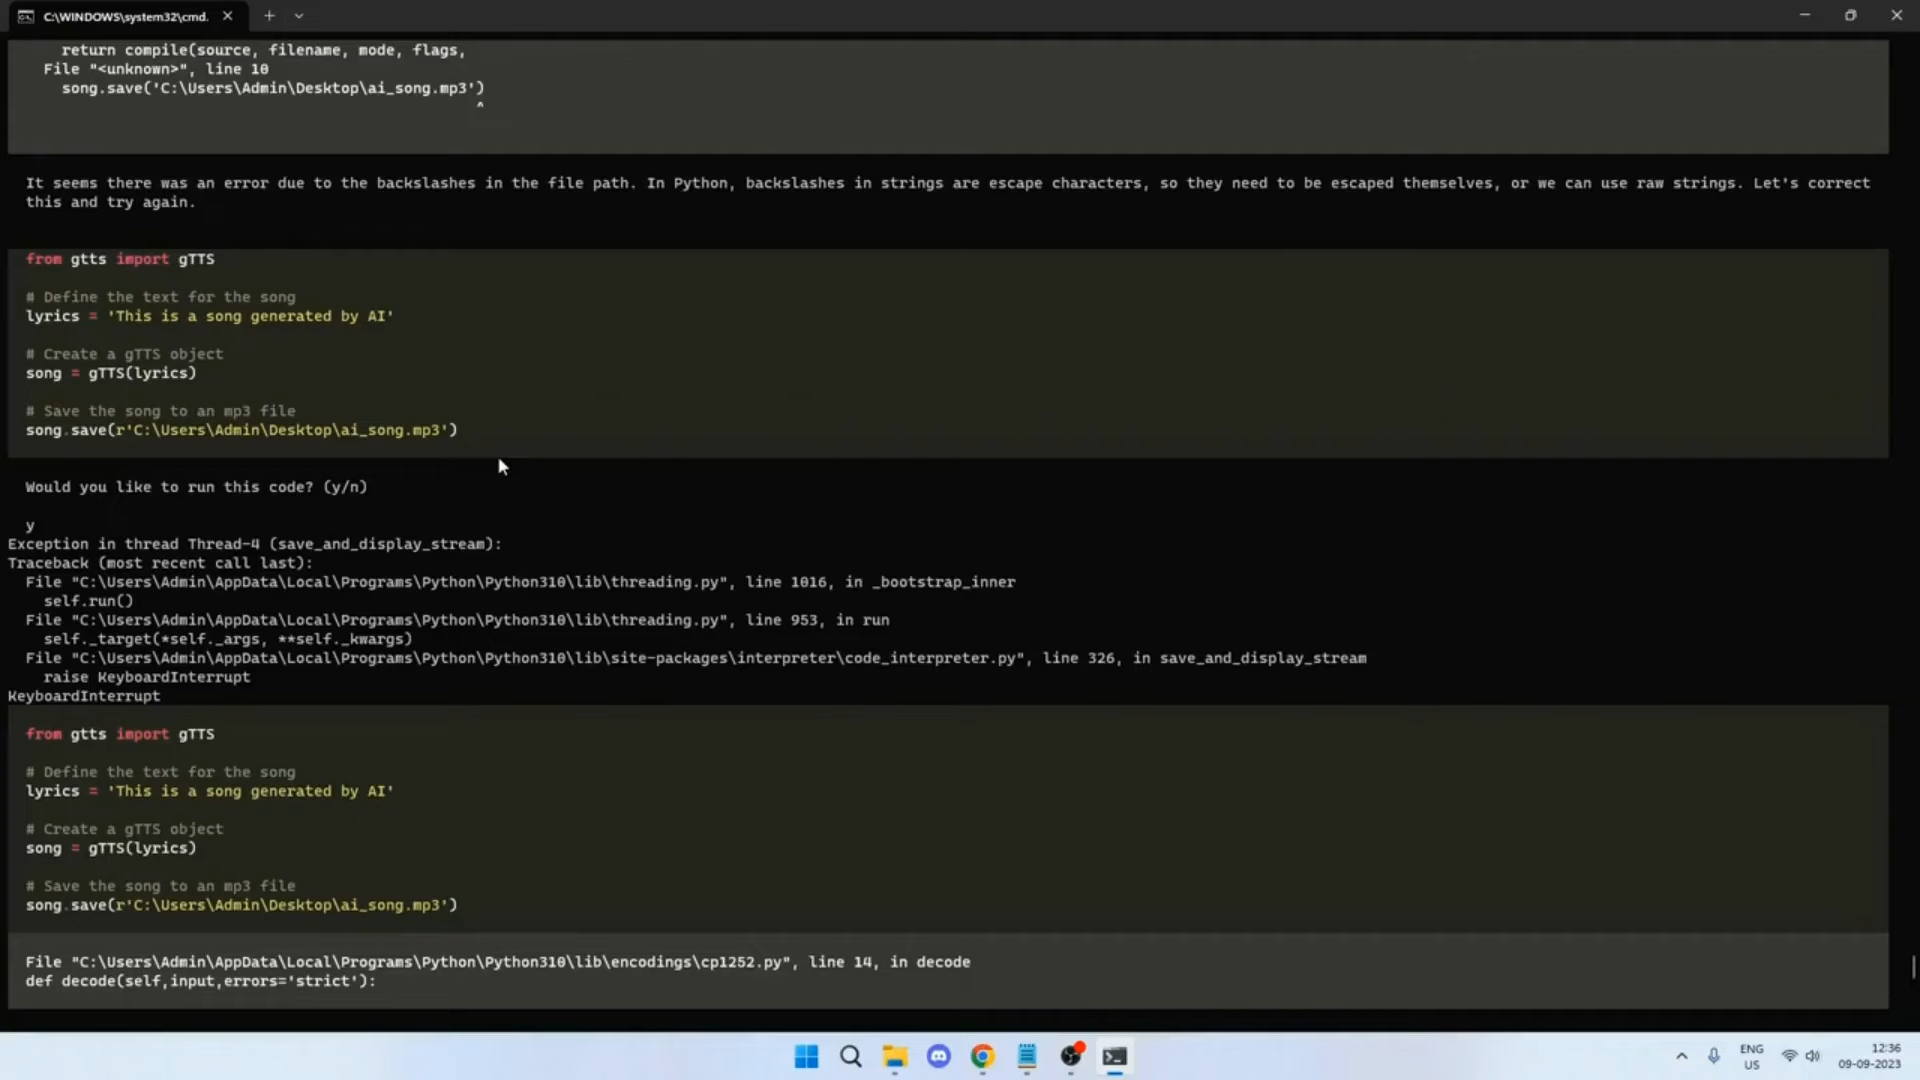 C:\WINDOWS\system32\cmd.
return compile(source, filename, mode, flags,
File "<unknown>", line 10
song.save('C:\Users\Admin\Desktop\ai_song.mp3')
^
It seems there was an error due to the backslashes in the file path. In Python, backslashes in strings are escape characters, so they need to be escaped themselves, or we can use raw strings. Let's correct
this and try again.
from gtts import gTTS
# Define the text for the song
lyrics = 'This is a song generated by AI'
# Create a gTTS object
song = gTTS(lyrics)
# Save the song to an mp3 file
song.save(r'C:\Users\Admin\Desktop\ai_song.mp3')
Would you like to run this code? (y/n)
y
Exception in thread Thread-4 (save_and_display_stream):
Traceback (most recent call last):
File "C:\Users\Admin\AppData\Local\Programs\Python\Python310\lib\threading.py", line 1016, in _bootstrap_inner
self.run()
File "C:\Users\Admin\AppData\Local\Programs\Python\Python310\lib\threading.py", line 953, in run
self._target(*self._args, **self._kwargs)
File "C:\Users\Admin\AppData\Local\Programs\Python\Python310\lib\site-packages\interpreter\code_interpreter.py", line 326, in save_and_display_stream
raise KeyboardInterrupt
KeyboardInterrupt
from gtts import gTTS
# Define the text for the song
lyrics = 'This is a song generated by AI'
# Create a gTTS object
song = gTTS(lyrics)
# Save the song to an mp3 file
song.save(r'C:\Users\Admin\Desktop\ai_song.mp3')
File "C:\Users\Admin\AppData\Local\Programs\Python\Python310\lib\encodings\cp1252.py", line 14, in decode
def decode(self,input,errors='strict'):
ENG
US
12:36
09-09-2023